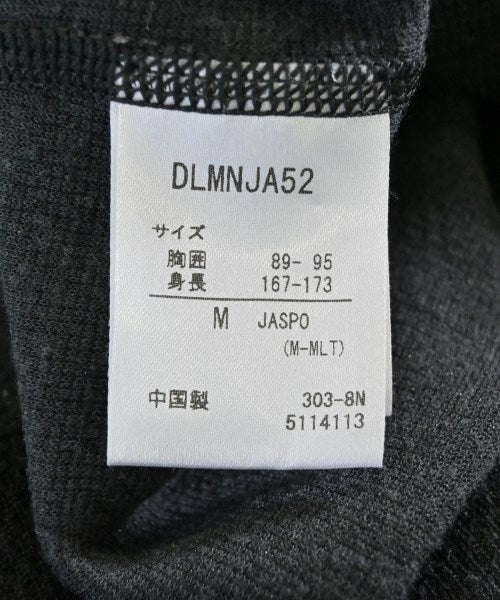 DLMNJA52
サイズ
胸囲 89- 95
身長 167-173
M JASPO
(M-MLT)
中国製 303-8N
5114113